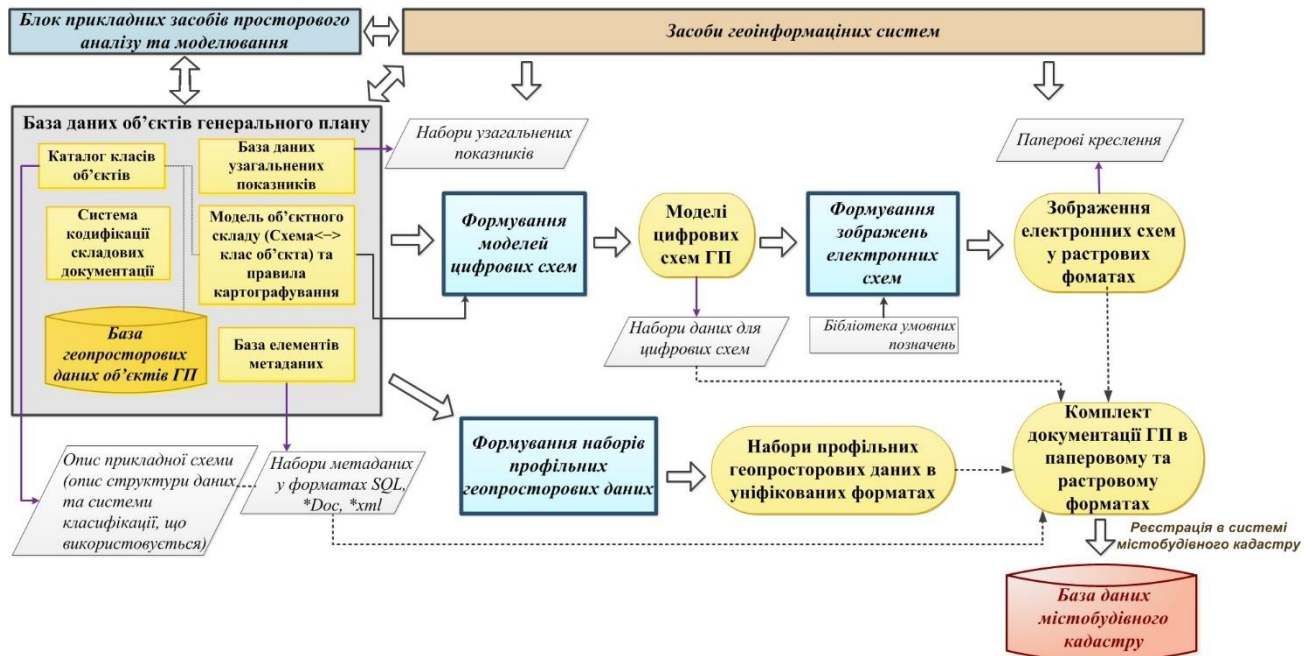 Блок прикладних засобів просторового
аналізу та моделювання
Засоби геоінформаціних систем
База даних об’єктів генерального плану
Каталог класів
об’єктів
База даних
узагальнених
показників
Система
кодифікації
складових
документації
Модель об’єктного
складу (Схема<−>
клас об’єкта) та
правила
картографування
База
геопросторових
даних об’єктів ГП
База елементів
метаданих
Набори узагальнених
показників
Паперові креслення
Формування
моделей
цифрових схем
Моделі
цифрових
схем ГП
Формування
зображень
електронних
схем
Зображення
електронних схем
у растрових
фоматах
Набори даних для
цифрових схем
Бібліотека умовних
позначень
Опис прикладної схеми
(опис структури даних
та системи
класифікації, що
використовується)
Набори метаданих
у форматах SQL,
*Doc, *xml
Формування наборів
профільних
геопросторових даних
Набори профільних
геопросторових даних в
уніфікованих форматах
Комплект
документації ГП в
паперовому та
растровому
форматах
Реєстрація в системі
містобудівного кадастру
База даних
містобудівного
кадастру